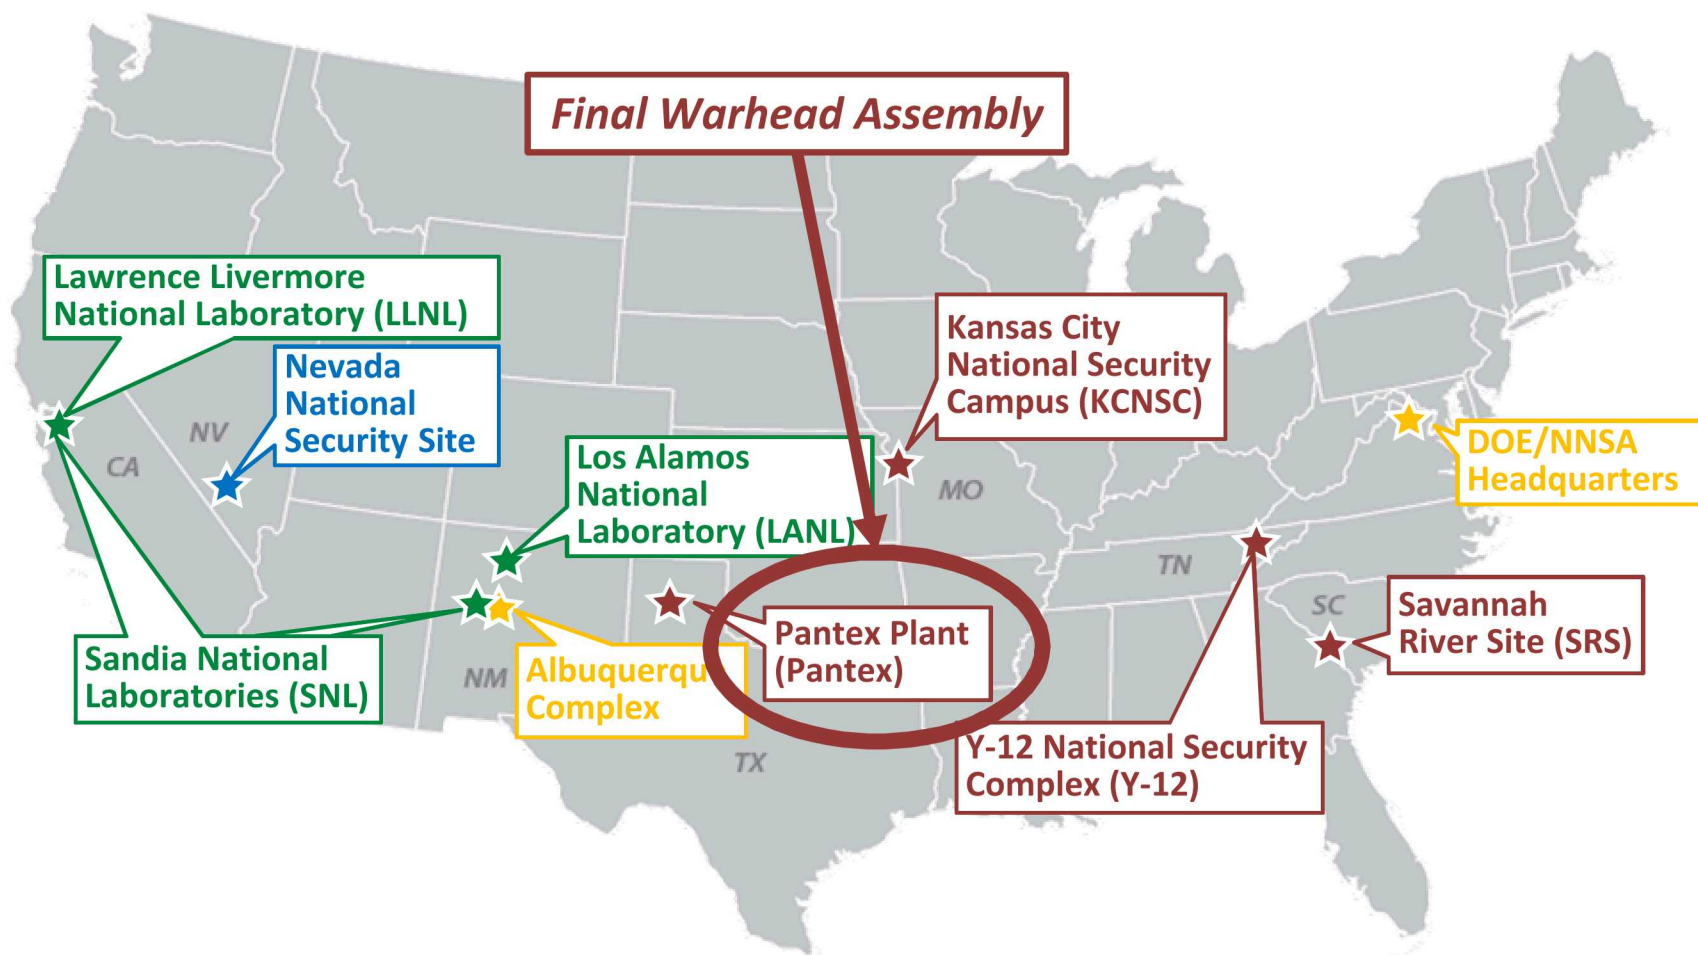 Final Warhead Assembly
Lawrence Livermore
National Laboratory (LLNL)
Nevada
National
Security Site
NV
CA
Los Alamos
National
Laboratory (LANL)
Kansas City
National Security
Campus (KCNSC)
MO
DOE/NNSA
Headquarters
TN
SC
Savannah
River Site (SRS)
Sandia National
Laboratories (SNL)
NM
Albuquerqu
Complex
Pantex Plant
(Pantex)
TX
Y-12 National Security
Complex (Y-12)